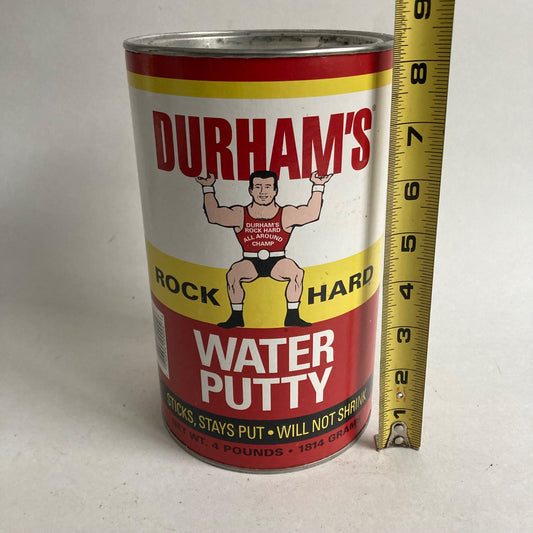 DURHAM'S
DURHAM'S
ROCK HARD
ALL AROUND
CHAMP
ROCK HARD
WATER
PUTTY
STICKS, STAYS PUT • WILL NOT SHRINK
NET WT. 4 POUNDS • 1814 GRAMS
9
8
7
6
5
4
3
2
1